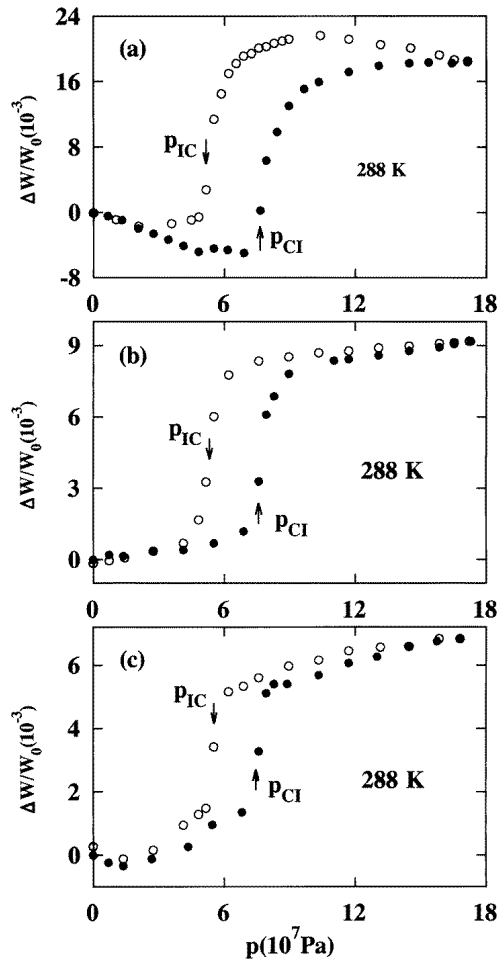 24
(a)
16
p_IC
8
288 K
0
p_CI
-8
ΔW/W₀(10⁻³)
0 6 12 18
9
(b)
6
p_IC
288 K
3
p_CI
0
ΔW/W₀(10⁻³)
0 6 12 18
6
(c)
p_IC
4
288 K
p_CI
2
0
ΔW/W₀(10⁻³)
0 6 12 18
p(10⁷Pa)